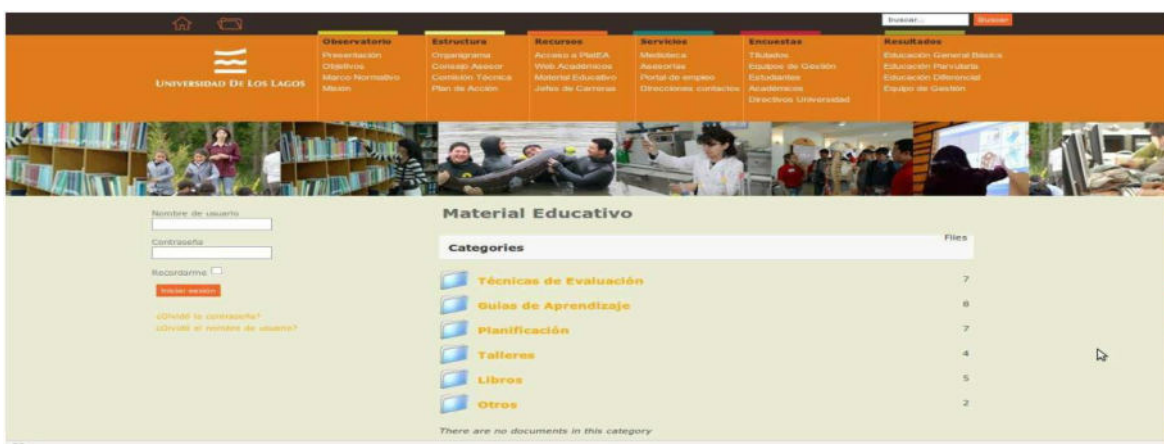 buscar...
Buscar
UNIVERSIDAD DE LOS LAGOS
Observatorio
Presentación
Objetivos
Marco Normativo
Misión
Estructura
Organigrama
Consejo Asesor
Comisión Técnica
Plan de Acción
Recursos
Acceso a PlatEA
Web Académicos
Material Educativo
Jefes de Carreras
Servicios
Mediateca
Asesorías
Portal de empleo
Direcciones contactos
Encuestas
Titulados
Equipos de Gestión
Estudiantes
Académicos
Directivos Universidad
Resultados
Educación General Básica
Educación Parvularia
Educación Diferencial
Equipo de Gestión
Nombre de usuario
Contraseña
Recordarme
Iniciar sesión
¿Olvidó la contraseña?
¿Olvidó el nombre de usuario?
Material Educativo
Categories Files
Técnicas de Evaluación 7
Guias de Aprendizaje 8
Planificación 7
Talleres 4
Libros 5
Otros 2
There are no documents in this category